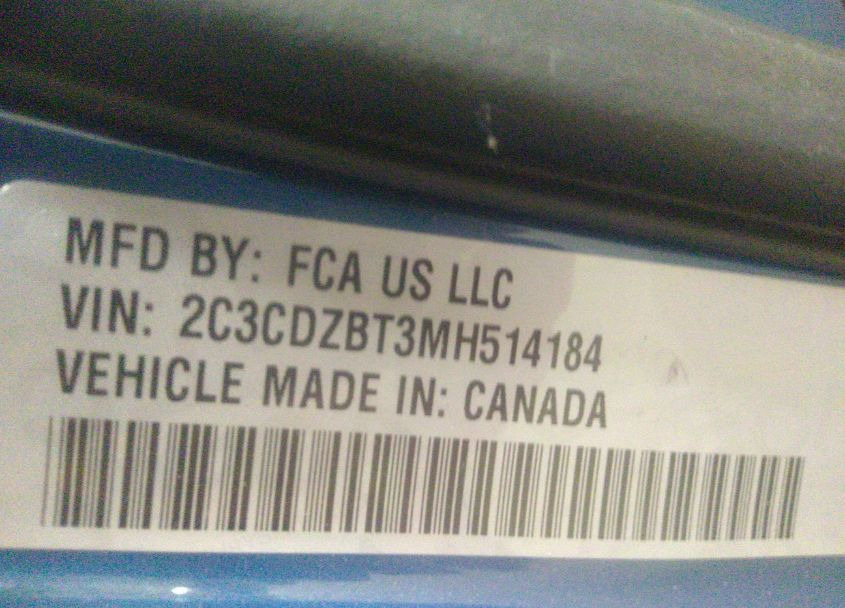 MFD BY: FCA US LLC
VIN: 2C3CDZBT3MH514184
VEHICLE MADE IN: CANADA